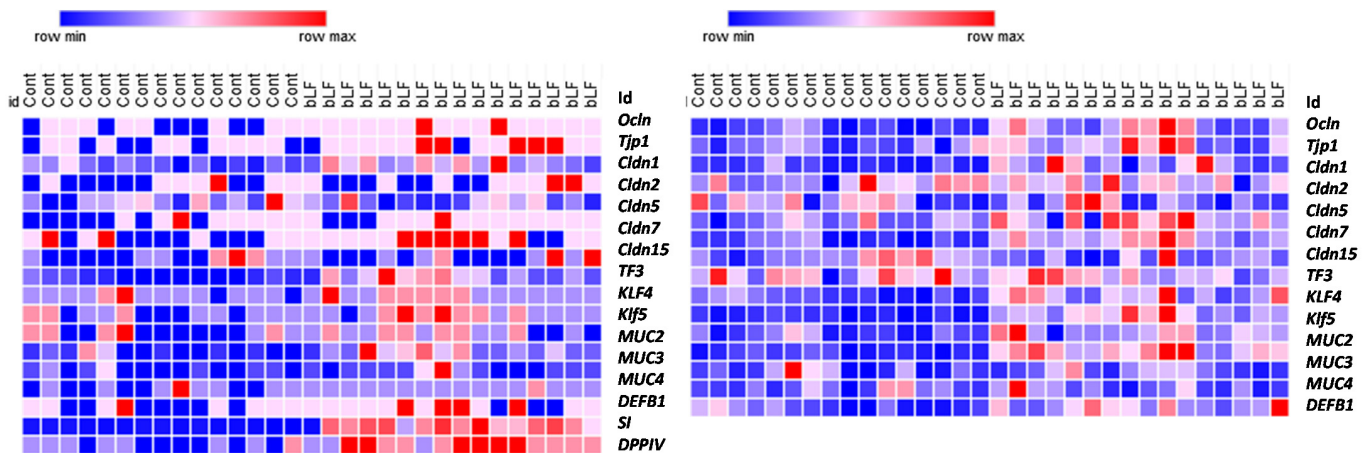 row min row max
row min row max
id Cont Cont Cont Cont Cont Cont Cont Cont Cont Cont Cont Cont Cont Cont Cont bLF bLF bLF bLF bLF bLF bLF bLF bLF bLF bLF bLF bLF bLF bLF bLF Id
Ocln
Tjp1
Cldn1
Cldn2
Cldn5
Cldn7
Cldn15
TF3
KLF4
Klf5
MUC2
MUC3
MUC4
DEFB1
SI
DPPIV
Cont Cont Cont Cont Cont Cont Cont Cont Cont Cont Cont Cont Cont Cont Cont Cont bLF bLF bLF bLF bLF bLF bLF bLF bLF bLF bLF bLF bLF bLF bLF bLF Id
Ocln
Tjp1
Cldn1
Cldn2
Cldn5
Cldn7
Cldn15
TF3
KLF4
Klf5
MUC2
MUC3
MUC4
DEFB1